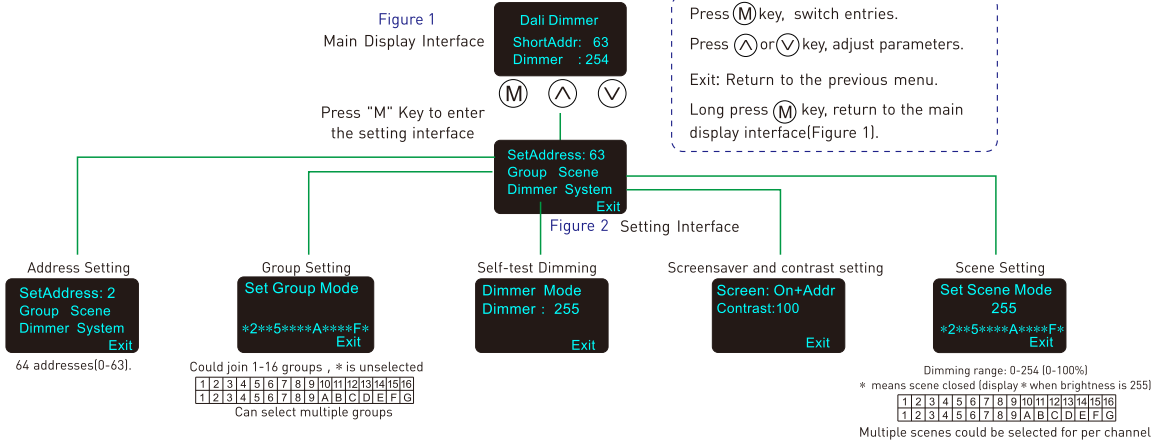 Figure 1
Main Display Interface
Dali Dimmer
ShortAddr: 63
Dimmer : 254
M
Press "M" Key to enter
the setting interface
Press M key, switch entries.
Press ∧ or ∨ key, adjust parameters.
Exit: Return to the previous menu.
Long press M key, return to the main
display interface(Figure 1).
SetAddress: 63
Group Scene
Dimmer System
Exit
Figure 2 Setting Interface
Address Setting
SetAddress: 2
Group Scene
Dimmer System
Exit
64 addresses(0-63).
Group Setting
Set Group Mode
*2**5****A****F*
Exit
Could join 1-16 groups , * is unselected
1 2 3 4 5 6 7 8 9 10 11 12 13 14 15 16
1 2 3 4 5 6 7 8 9 A B C D E F G
Can select multiple groups
Self-test Dimming
Dimmer Mode
Dimmer : 255
Exit
Screensaver and contrast setting
Screen: On+Addr
Contrast:100
Exit
Scene Setting
Set Scene Mode
255
*2**5****A****F*
Exit
Dimming range: 0-254 (0-100%)
* means scene closed (display * when brightness is 255)
1 2 3 4 5 6 7 8 9 10 11 12 13 14 15 16
1 2 3 4 5 6 7 8 9 A B C D E F G
Multiple scenes could be selected for per channel